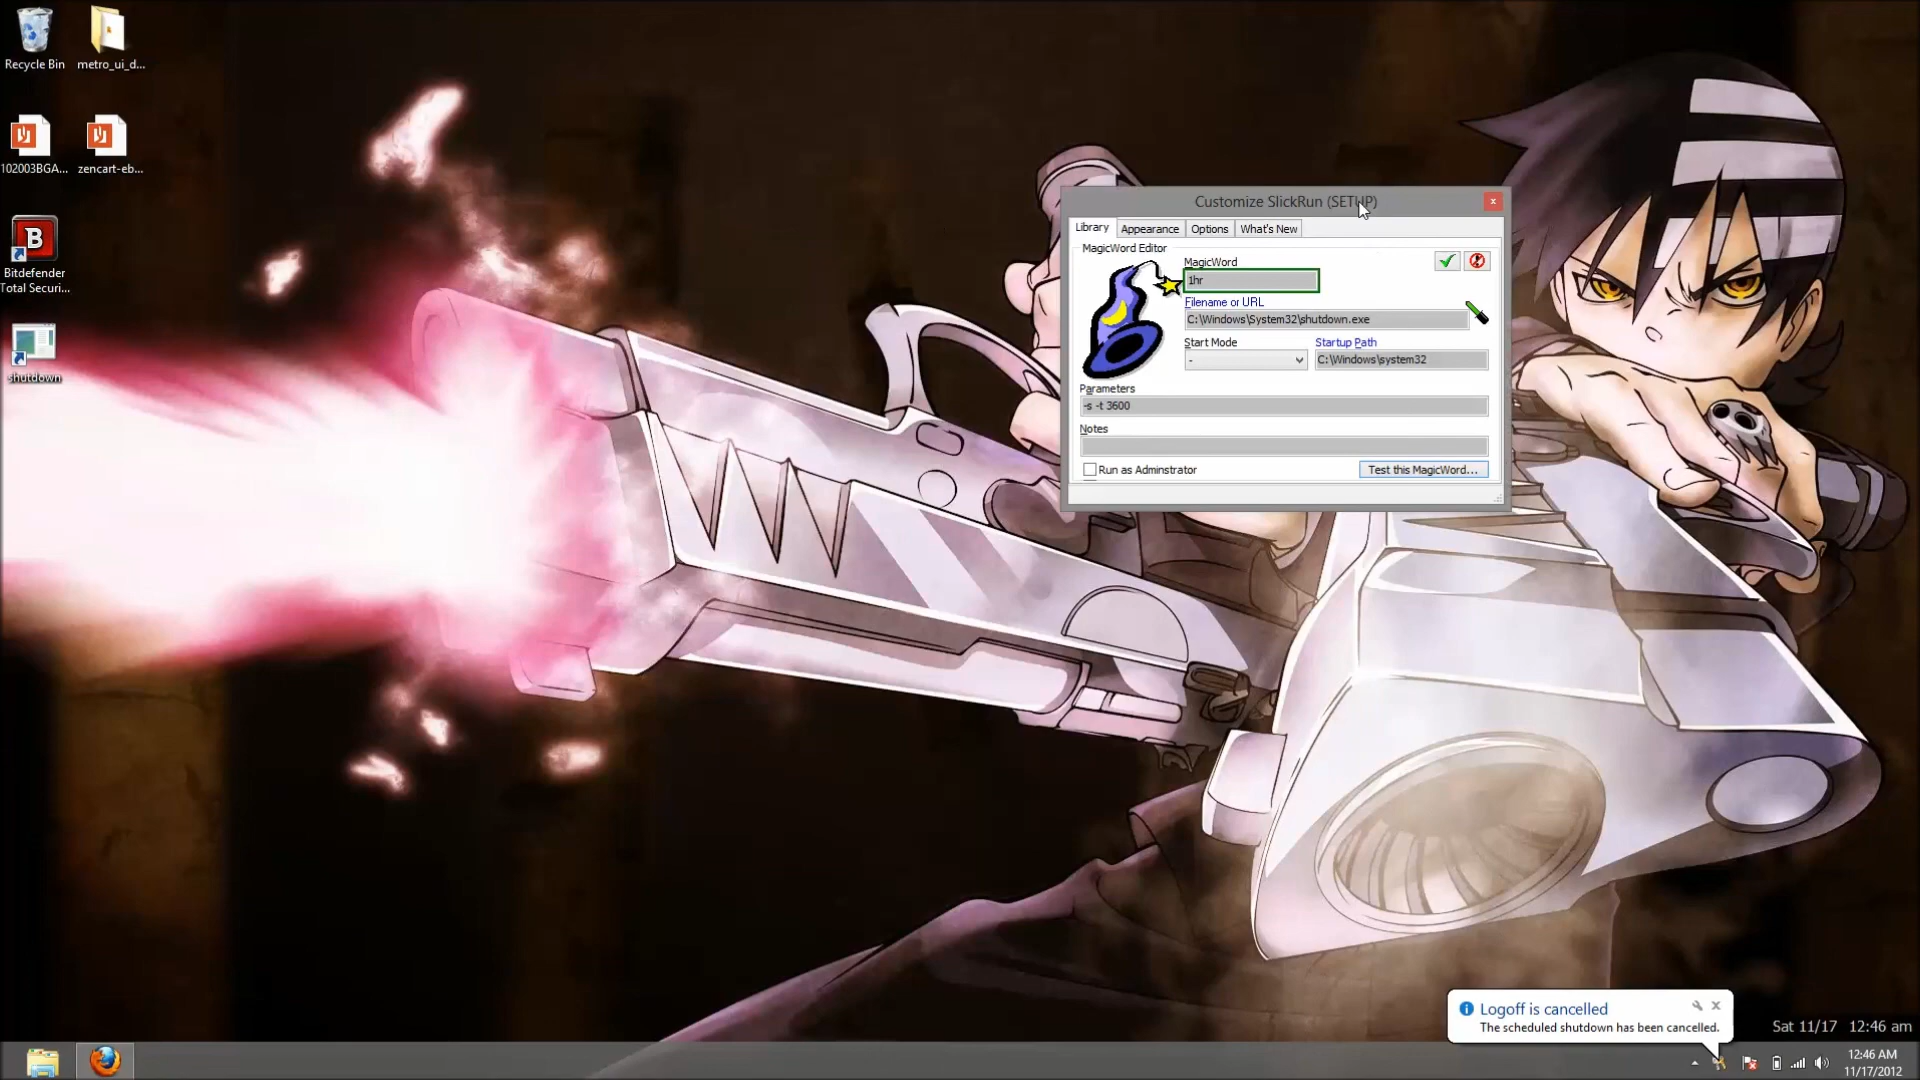 Recycle Bin
metro_ui_d...
102003BGA...
zencart-eb...
B
Bitdefender
Total Securi...
shutdown
Customize SlickRun (SETUP)
Library
Appearance
Options
What's New
MagicWord Editor
MagicWord
1hr
Filename or URL
C:\Windows\System32\shutdown.exe
Start Mode
Startup Path
-
C:\Windows\system32
Parameters
-s -t 3600
Notes
Run as Adminstrator
Test this MagicWord...
Logoff is cancelled
The scheduled shutdown has been cancelled.
Sat 11/17 12:46 am
12:46 AM
11/17/2012